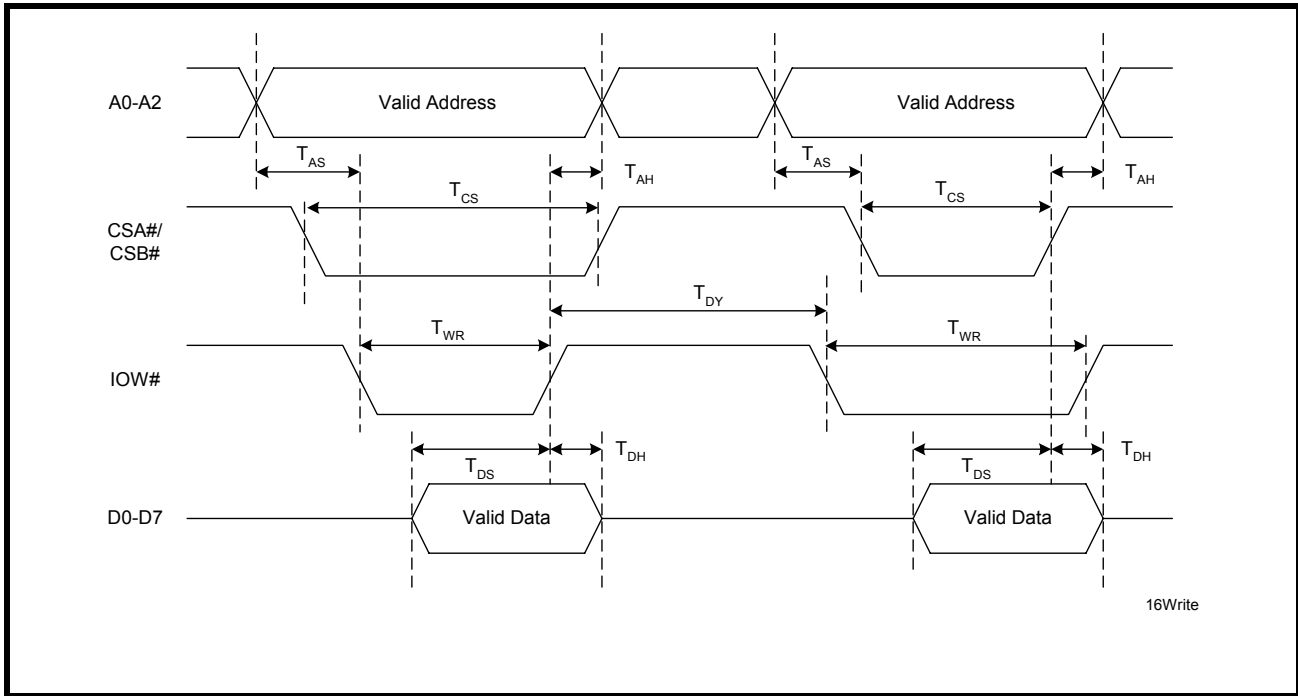 A0-A2
Valid Address
Valid Address
T_AS
T_AH
T_AS
T_AH
T_CS
T_CS
CSA#/
CSB#
T_DY
T_WR
T_WR
IOW#
T_DS
T_DH
T_DS
T_DH
D0-D7
Valid Data
Valid Data
16Write